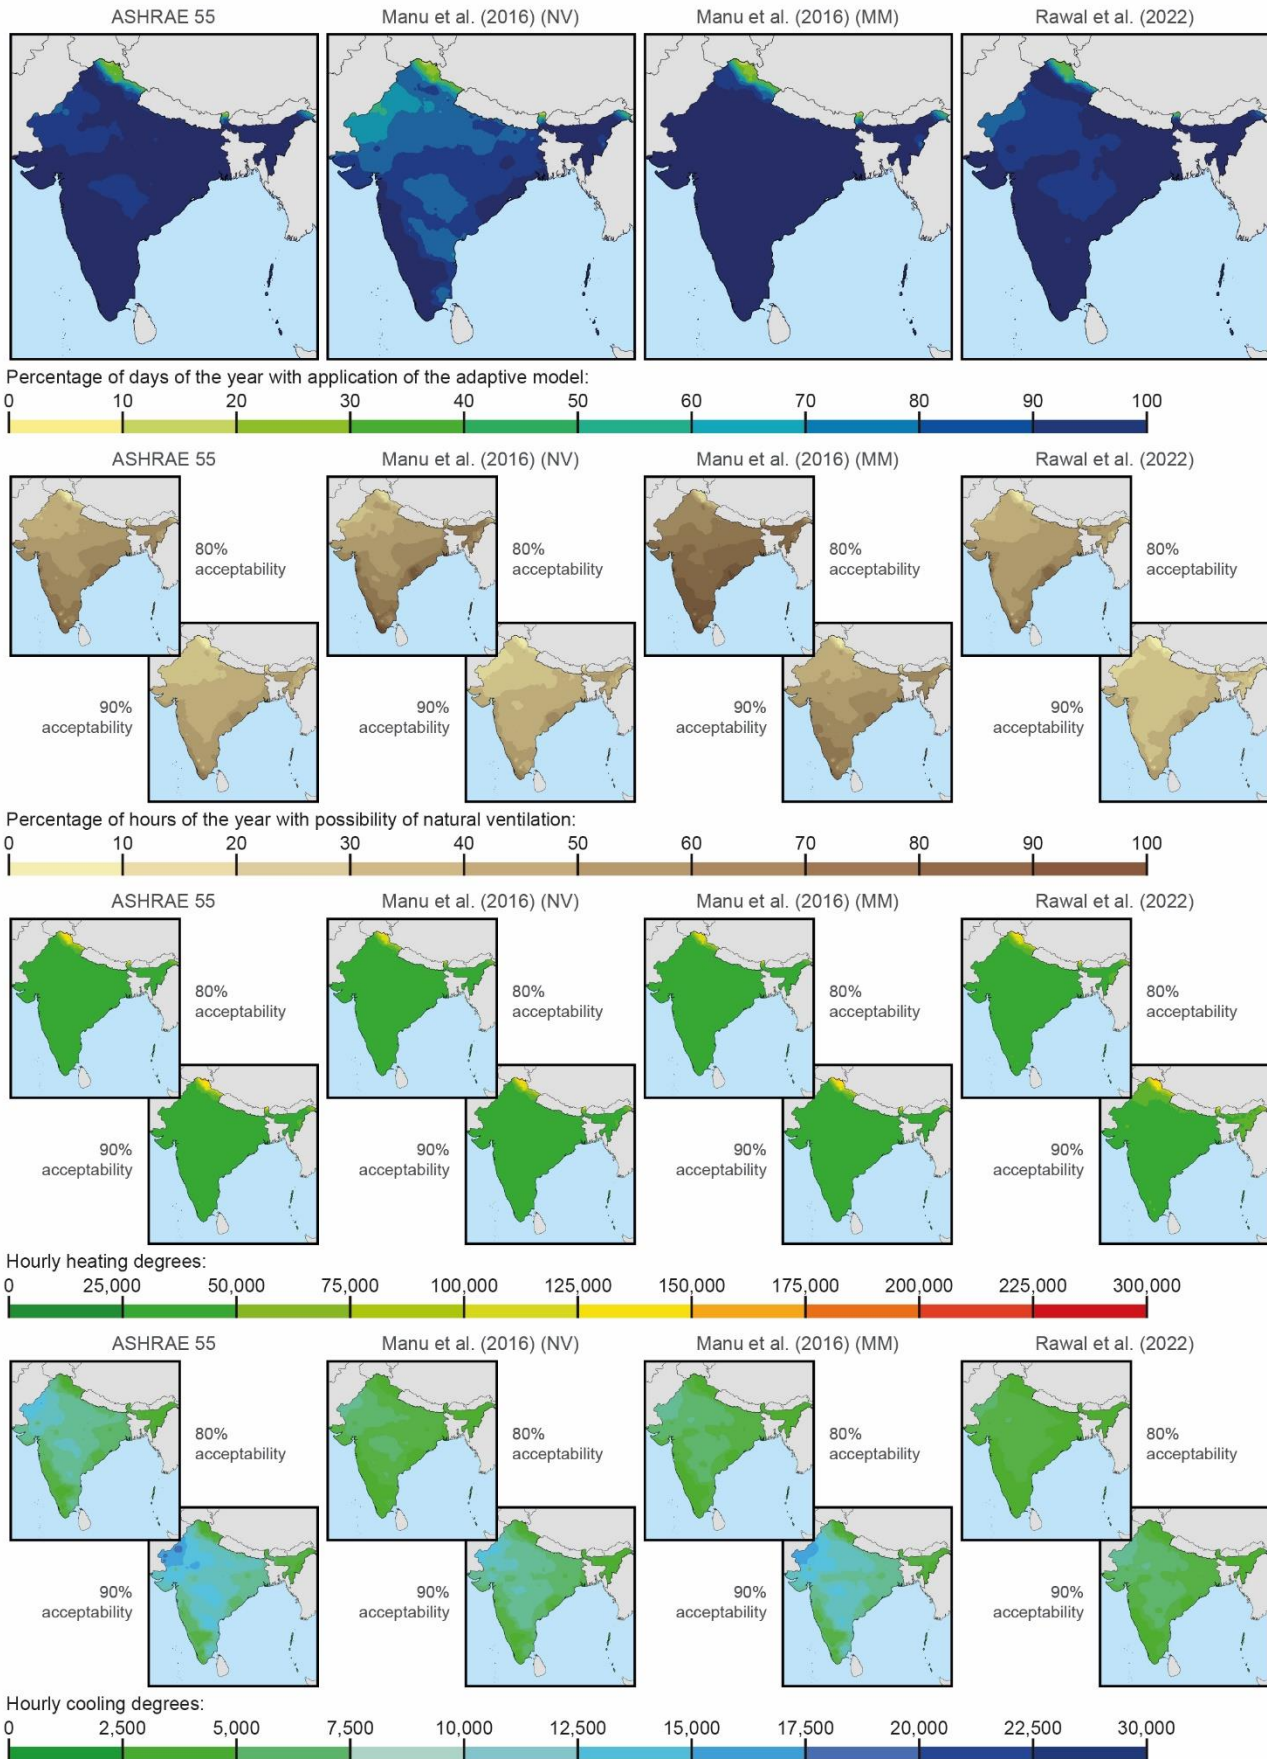 ASHRAE 55 Manu et al. (2016) (NV) Manu et al. (2016) (MM) Rawal et al. (2022)
Percentage of days of the year with application of the adaptive model:
0 10 20 30 40 50 60 70 80 90 100
ASHRAE 55 Manu et al. (2016) (NV) Manu et al. (2016) (MM) Rawal et al. (2022)
80% 80% 80% 80%
acceptability acceptability acceptability acceptability
90% 90% 90% 90%
acceptability acceptability acceptability acceptability
Percentage of hours of the year with possibility of natural ventilation:
0 10 20 30 40 50 60 70 80 90 100
ASHRAE 55 Manu et al. (2016) (NV) Manu et al. (2016) (MM) Rawal et al. (2022)
80% 80% 80% 80%
acceptability acceptability acceptability acceptability
90% 90% 90% 90%
acceptability acceptability acceptability acceptability
Hourly heating degrees:
0 25,000 50,000 75,000 100,000 125,000 150,000 175,000 200,000 225,000 300,000
ASHRAE 55 Manu et al. (2016) (NV) Manu et al. (2016) (MM) Rawal et al. (2022)
80% 80% 80% 80%
acceptability acceptability acceptability acceptability
90% 90% 90% 90%
acceptability acceptability acceptability acceptability
Hourly cooling degrees:
0 2,500 5,000 7,500 10,000 12,500 15,000 17,500 20,000 22,500 30,000